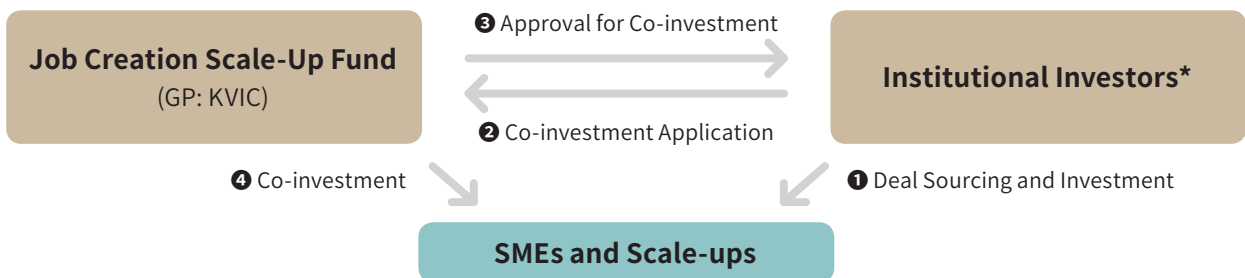 ❸ Approval for Co-investment
Job Creation Scale-Up Fund
(GP: KVIC)
Institutional Investors*
❷ Co-investment Application
❹ Co-investment
❶ Deal Sourcing and Investment
SMEs and Scale-ups